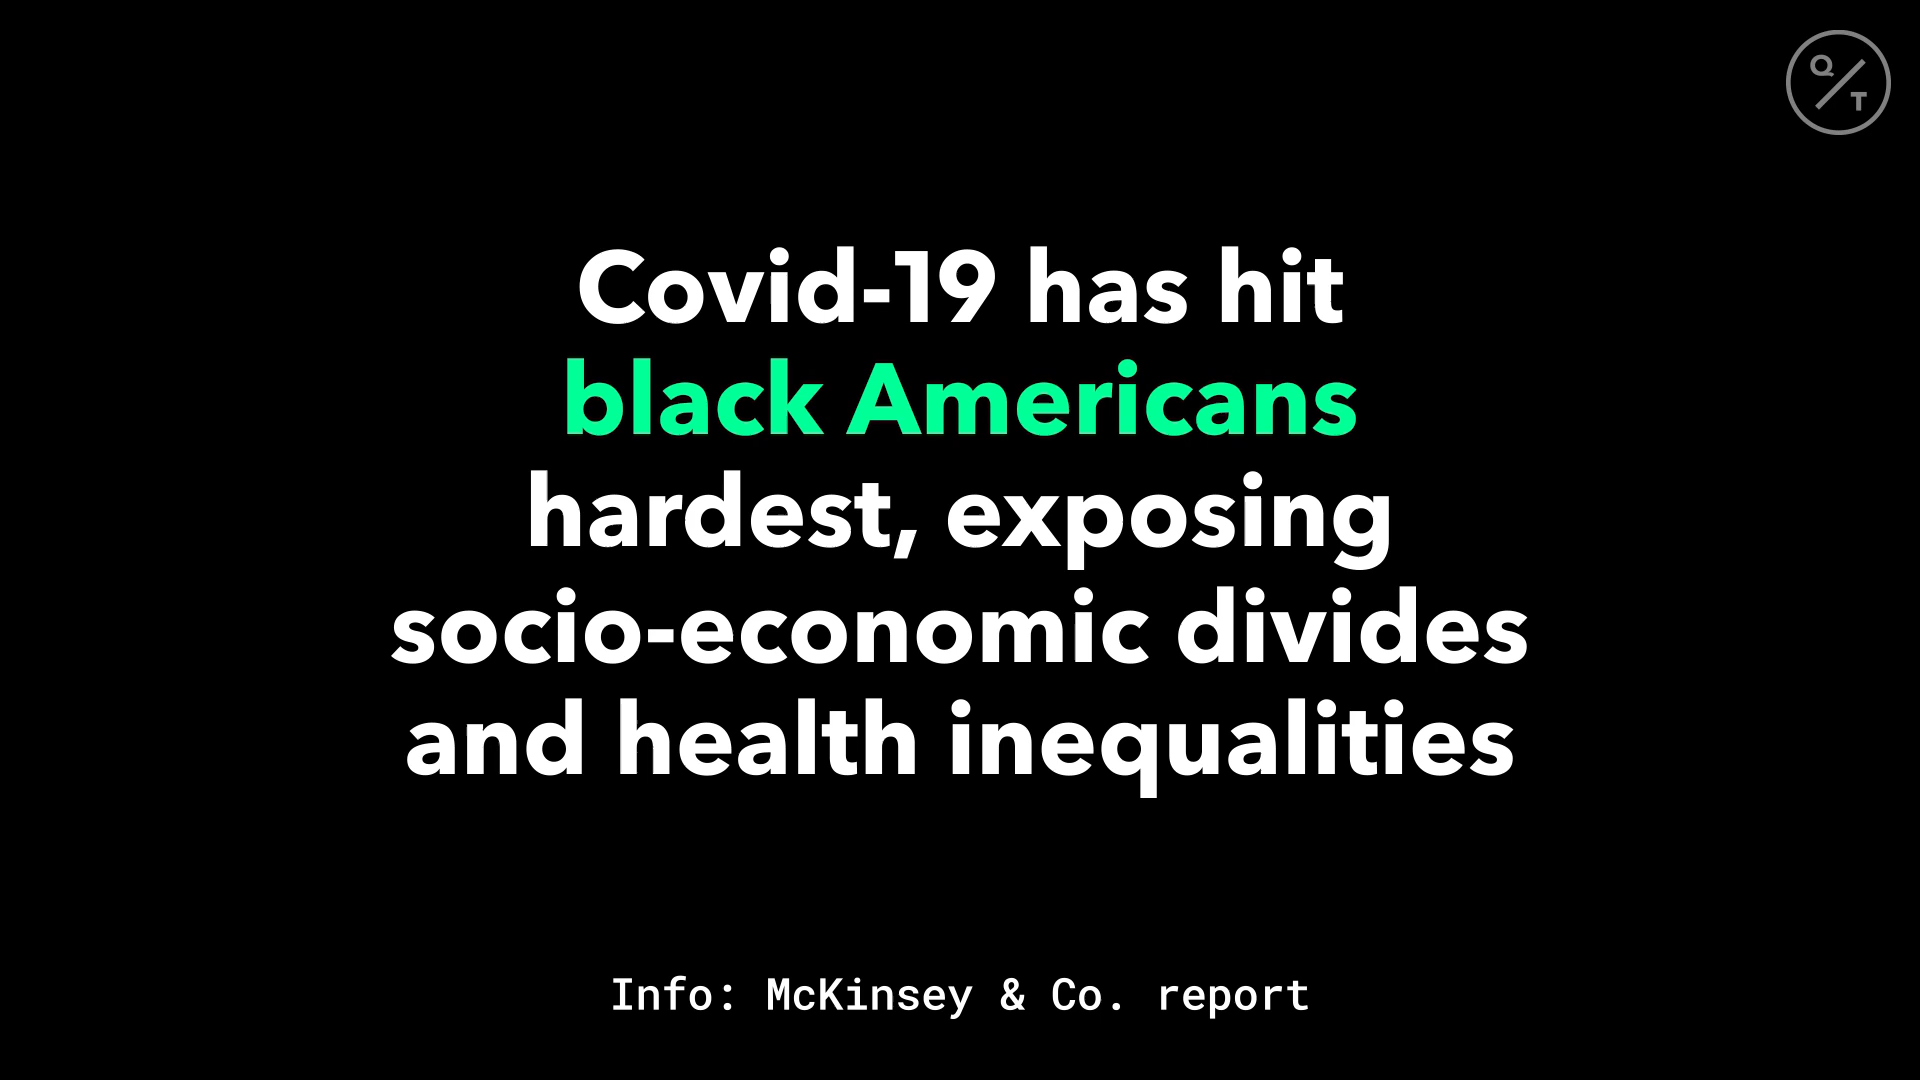 Q/T
Covid-19 has hit
black Americans
hardest, exposing
socio-economic divides
and health inequalities
Info: McKinsey & Co. report